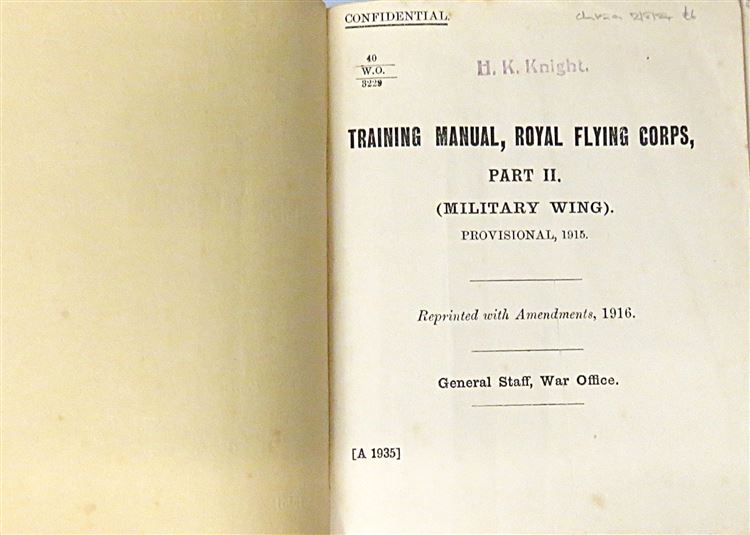 CONFIDENTIAL.
40
W.O.
3229
H. K. Knight.
TRAINING MANUAL, ROYAL FLYING CORPS,
PART II.
(MILITARY WING).
PROVISIONAL, 1915.
Reprinted with Amendments, 1916.
General Staff, War Office.
[A 1935]